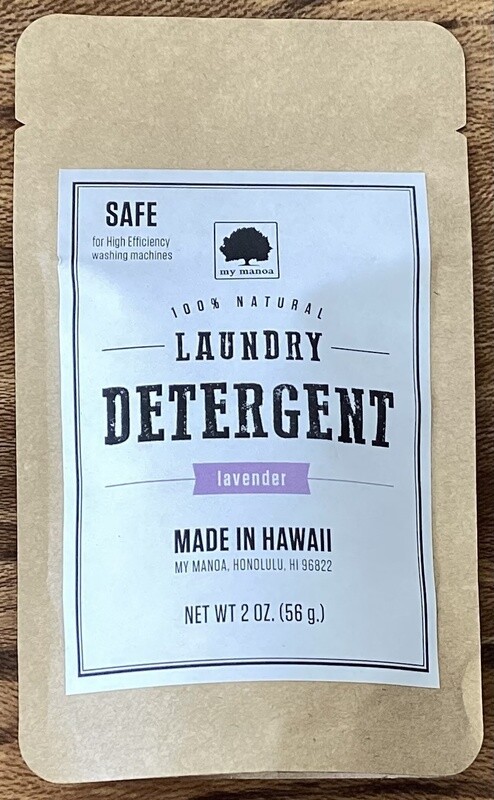 SAFE
for High Efficiency
washing machines
my manoa
100% NATURAL
LAUNDRY
DETERGENT
lavender
MADE IN HAWAII
MY MANOA, HONOLULU, HI 96822
NET WT 2 OZ. (56 g.)